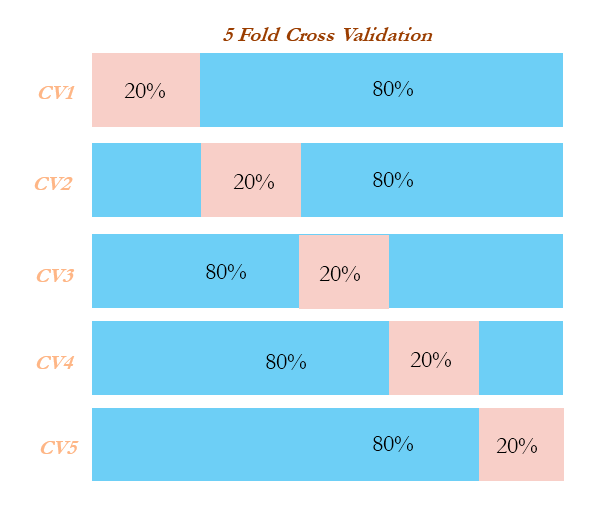 5 Fold Cross Validation
CV1 20% 80%
CV2 20% 80%
CV3 80% 20%
CV4 80% 20%
CV5 80% 20%